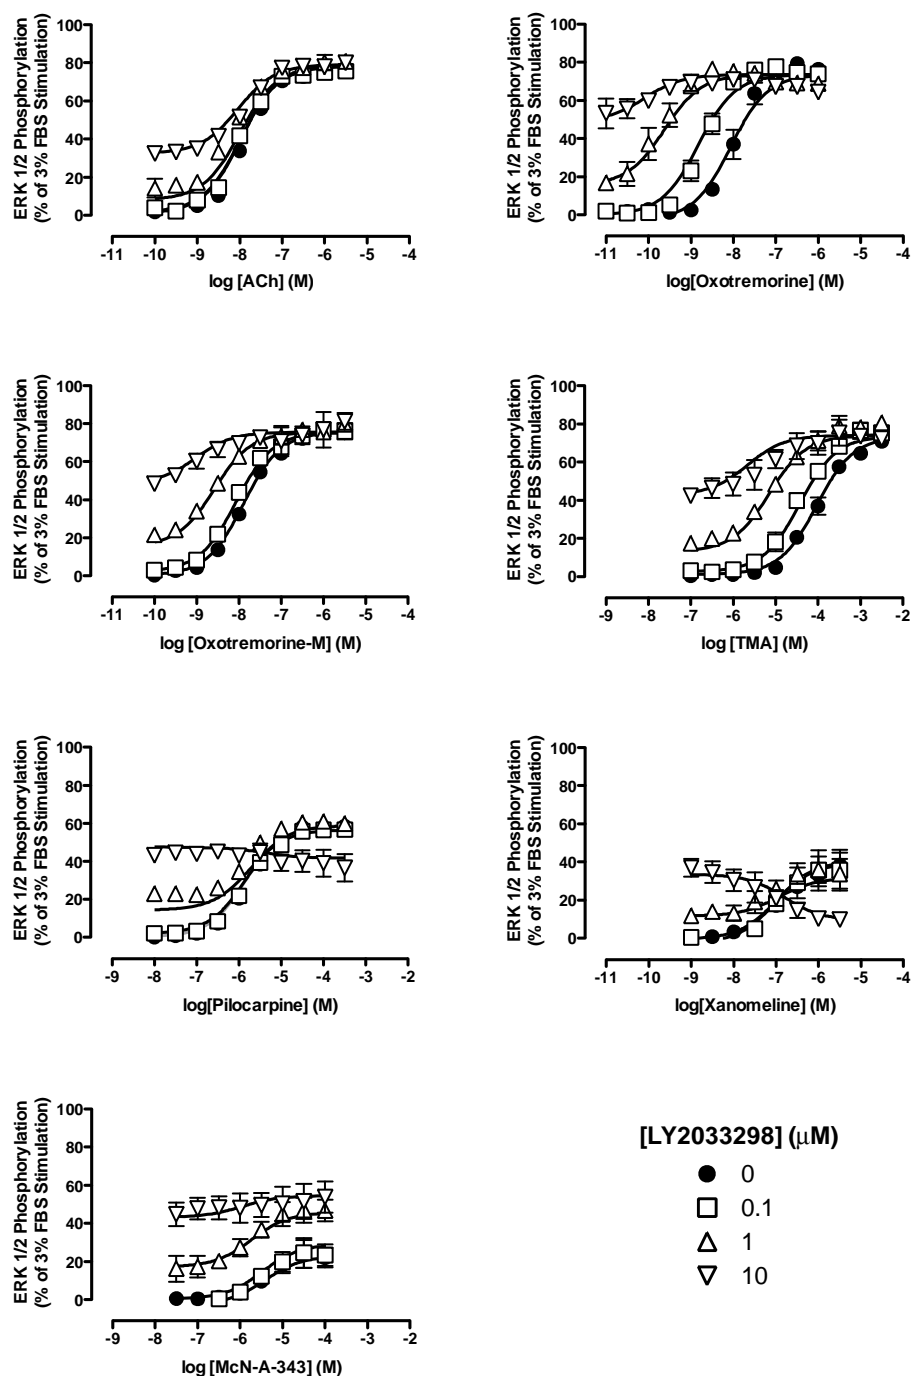 ERK 1/2 Phosphorylation
(% of 3% FBS Stimulation)
100
80
60
40
20
0
-11 -10 -9 -8 -7 -6 -5 -4
log [ACh] (M)
ERK 1/2 Phosphorylation
(% of 3% FBS Stimulation)
100
80
60
40
20
0
-11 -10 -9 -8 -7 -6 -5 -4
log[Oxotremorine] (M)
ERK 1/2 Phosphorylation
(% of 3% FBS Stimulation)
100
80
60
40
20
0
-11 -10 -9 -8 -7 -6 -5 -4
log [Oxotremorine-M] (M)
ERK 1/2 Phosphorylation
(% of 3% FBS Stimulation)
100
80
60
40
20
0
-9 -8 -7 -6 -5 -4 -3 -2
log [TMA] (M)
ERK 1/2 Phosphorylation
(% of 3% FBS Stimulation)
100
80
60
40
20
0
-9 -8 -7 -6 -5 -4 -3 -2
log[Pilocarpine] (M)
ERK 1/2 Phosphorylation
(% of 3% FBS Stimulation)
100
80
60
40
20
0
-11 -10 -9 -8 -7 -6 -5 -4
log[Xanomeline] (M)
ERK 1/2 Phosphorylation
(% of 3% FBS Stimulation)
100
80
60
40
20
0
-9 -8 -7 -6 -5 -4 -3 -2
log [McN-A-343] (M)
[LY2033298] (μM)
0
0.1
1
10